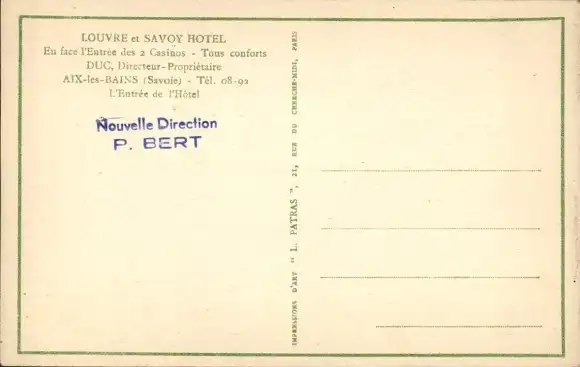 LOUVRE et SAVOY HOTEL
En face l'Entrée des 2 Casinos - Tous conforts
DUC, Directeur-Propriétaire
AIX-les-BAINS (Savoie) - Tél. 08-92
L'Entrée de l'Hôtel
Nouvelle Direction
P. BERT
IMPRESSIONS D'ART " L. PATRAS ", 21, RUE DU CHERCHE-MIDI, PARIS